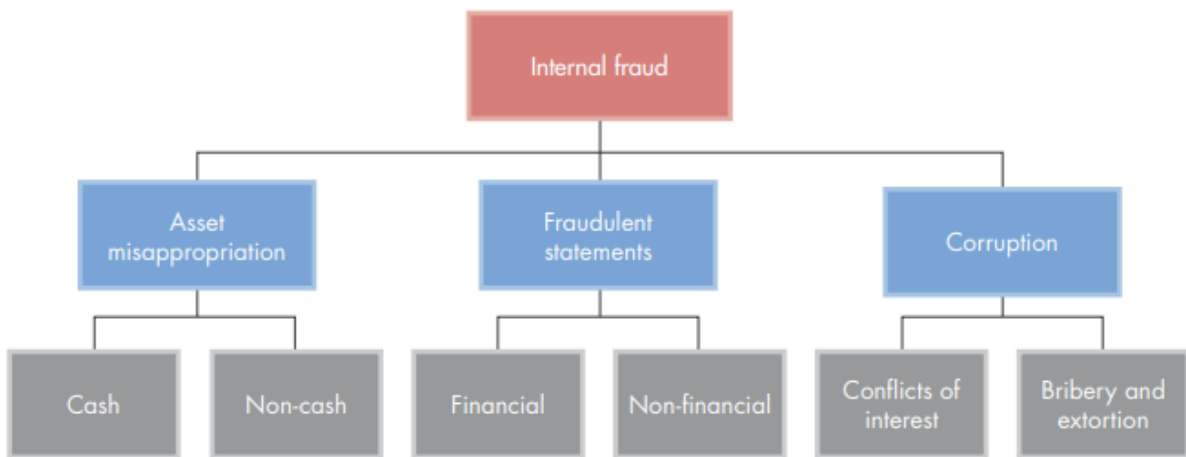 Internal fraud
Asset
misappropriation
Fraudulent
statements
Corruption
Cash
Non-cash
Financial
Non-financial
Conflicts of
interest
Bribery and
extortion